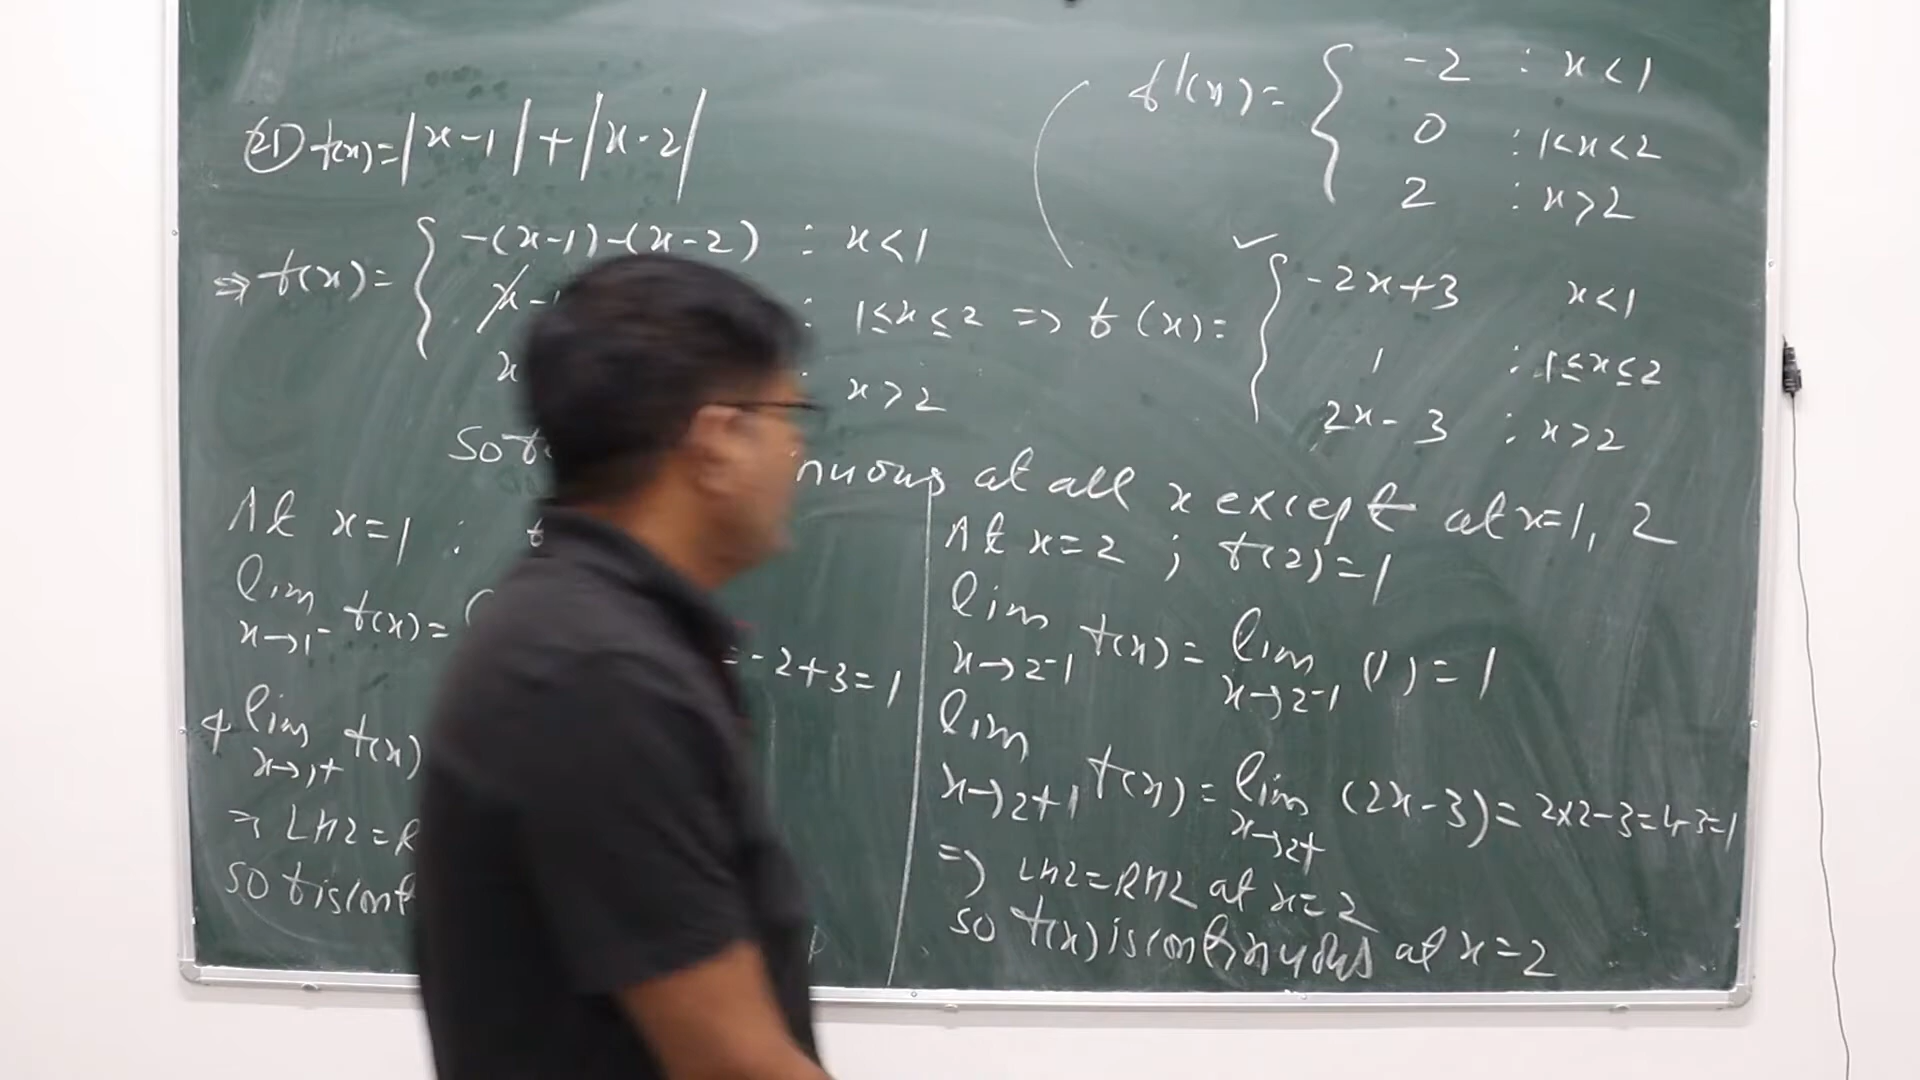 21) f(x)=|x-1|+|x-2|
f'(x)= { -2 : x<1
0 : 1<x<2
2 : x>2
=> f(x)= { -(x-1)-(x-2) : x<1
x- : 1≤x≤2
x : x>2
=> f(x)= { -2x+3 x<1
1 : 1≤x≤2
2x-3 : x>2
So at all x except at x=1, 2
At x=1 :
lim x→1- f(x)= =-2+3=1
& lim x→1+ f(x)
=> LHL=R
so f is cont
At x=2 ; f(2)=1
lim x→2-1 f(x)= lim x→2-1 (1)=1
lim x→2+1 f(x)= lim x→2+ (2x-3)=2x2-3=4-3=1
=> LHL=RHL at x=2
so f(x) is continuous at x=2